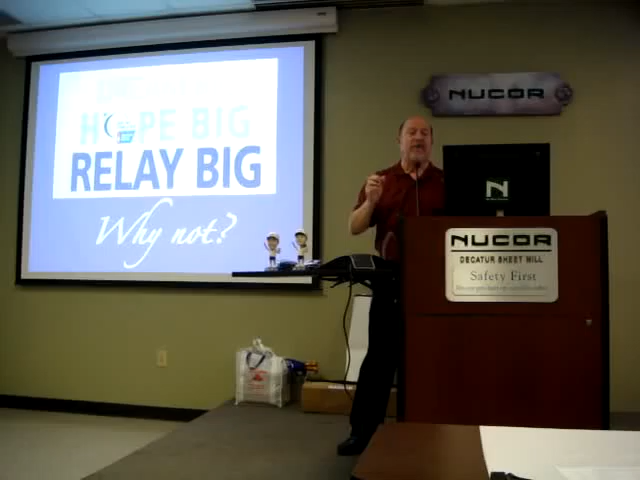 HOPE BIG
RELAY BIG
Why not?
NUCOR
N
NUCOR
DECATUR SHEET MILL
Safety First